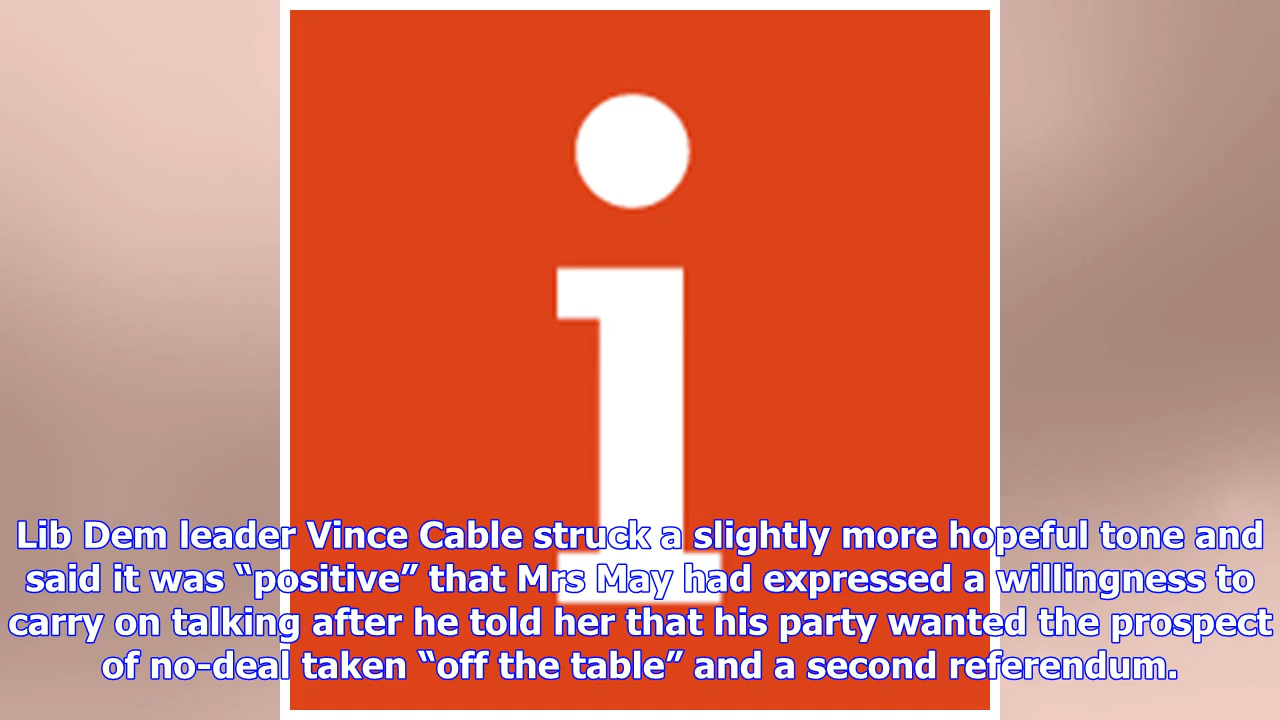 i
Lib Dem leader Vince Cable struck a slightly more hopeful tone and
said it was “positive” that Mrs May had expressed a willingness to
carry on talking after he told her that his party wanted the prospect
of no-deal taken “off the table” and a second referendum.